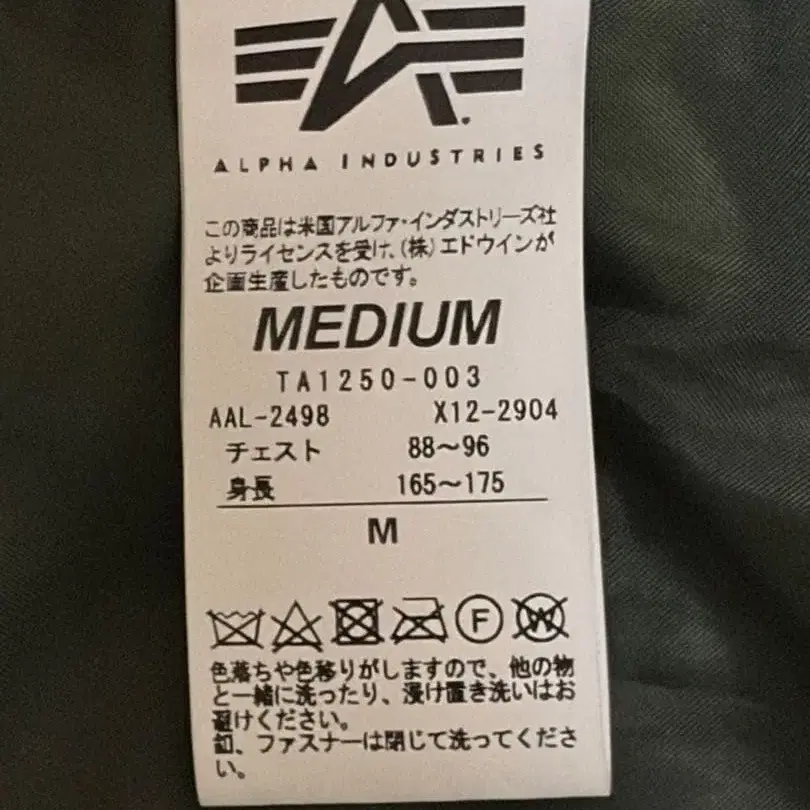 ALPHA INDUSTRIES
この商品は米国アルファ・インダストリーズ社
よりライセンスを受け、(株)エドウインが
企画生産したものです。
MEDIUM
TA1250-003
AAL-2498 X12-2904
チェスト 88～96
身長 165～175
M
F W
色落ちや色移りがしますので、他の物
と一緒に洗ったり、浸け置き洗いはお
避けください。
釦、ファスナーは閉じて洗ってくださ
い。